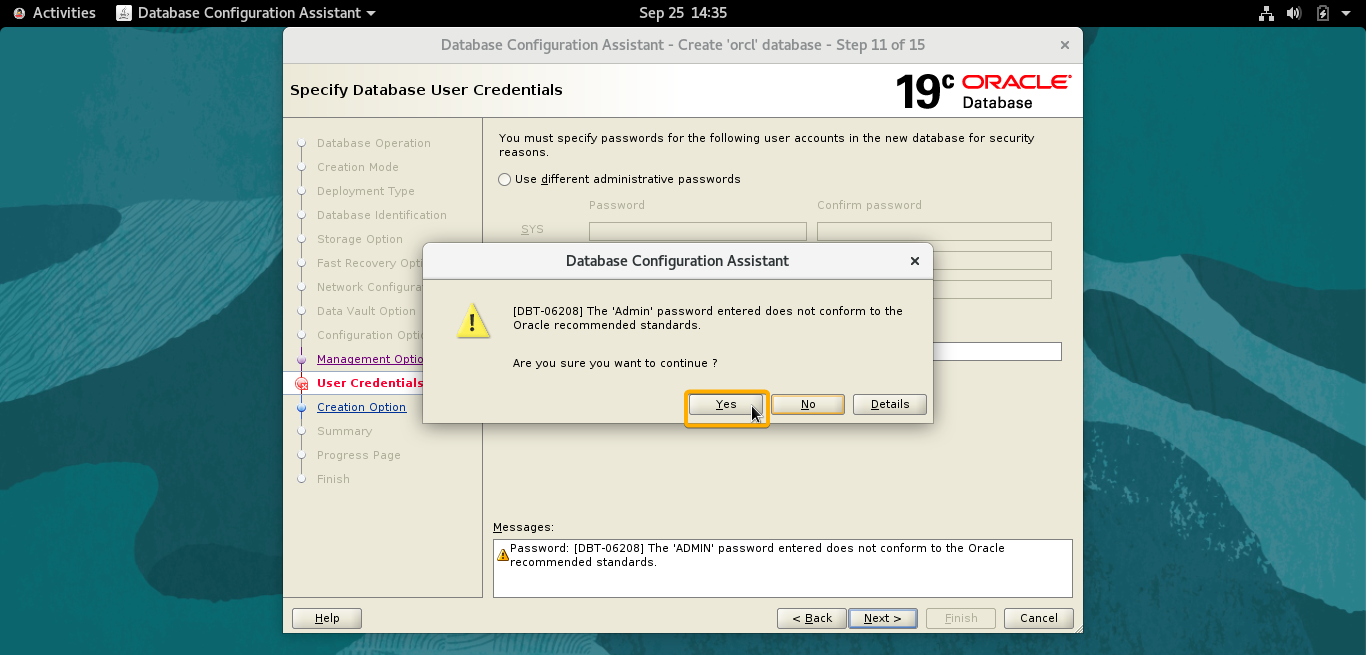 Activities Database Configuration Assistant Sep 25 14:35
Database Configuration Assistant - Create 'orcl' database - Step 11 of 15
Specify Database User Credentials
19c ORACLE
Database
Database Operation
Creation Mode
Deployment Type
Database Identification
Storage Option
Fast Recovery Opti
Network Configura
Data Vault Option
Configuration Optio
Management Optio
User Credentials
Creation Option
Summary
Progress Page
Finish
You must specify passwords for the following user accounts in the new database for security
reasons.
Use different administrative passwords
Password Confirm password
SYS
Database Configuration Assistant
[DBT-06208] The 'Admin' password entered does not conform to the
Oracle recommended standards.
Are you sure you want to continue ?
Yes No Details
Messages:
Password: [DBT-06208] The 'ADMIN' password entered does not conform to the Oracle
recommended standards.
Help < Back Next > Finish Cancel